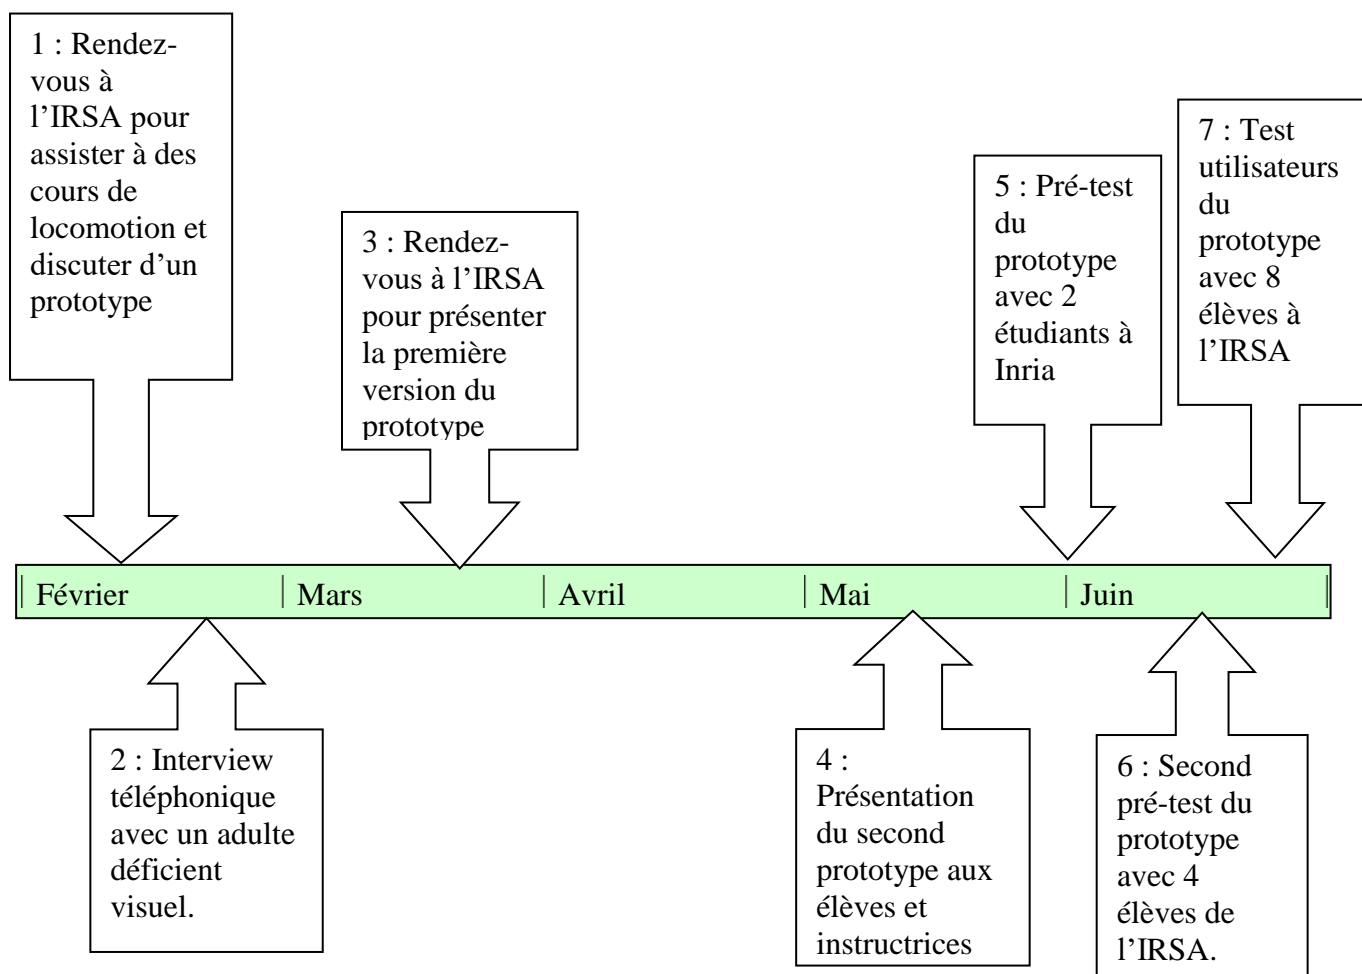 1 : Rendez-
vous à
l’IRSA pour
assister à des
cours de
locomotion et
discuter d’un
prototype
3 : Rendez-
vous à l’IRSA
pour présenter
la première
version du
prototype
5 : Pré-test
du
prototype
avec 2
étudiants à
Inria
7 : Test
utilisateurs
du
prototype
avec 8
élèves à
l’IRSA
Février
Mars
Avril
Mai
Juin
2 : Interview
téléphonique
avec un adulte
déficient
visuel.
4 :
Présentation
du second
prototype aux
élèves et
instructrices
6 : Second
pré-test du
prototype
avec 4
élèves de
l’IRSA.